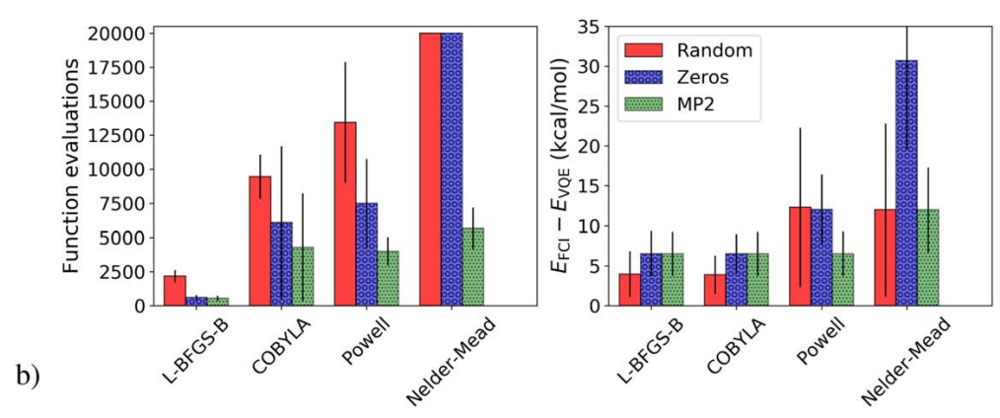 20000
17500
15000
12500
10000
7500
5000
2500
0
Function evaluations
L-BFGS-B
COBYLA
Powell
Nelder-Mead
35
30
25
20
15
10
5
0
E_FCI − E_VQE (kcal/mol)
Random
Zeros
MP2
L-BFGS-B
COBYLA
Powell
Nelder-Mead
b)